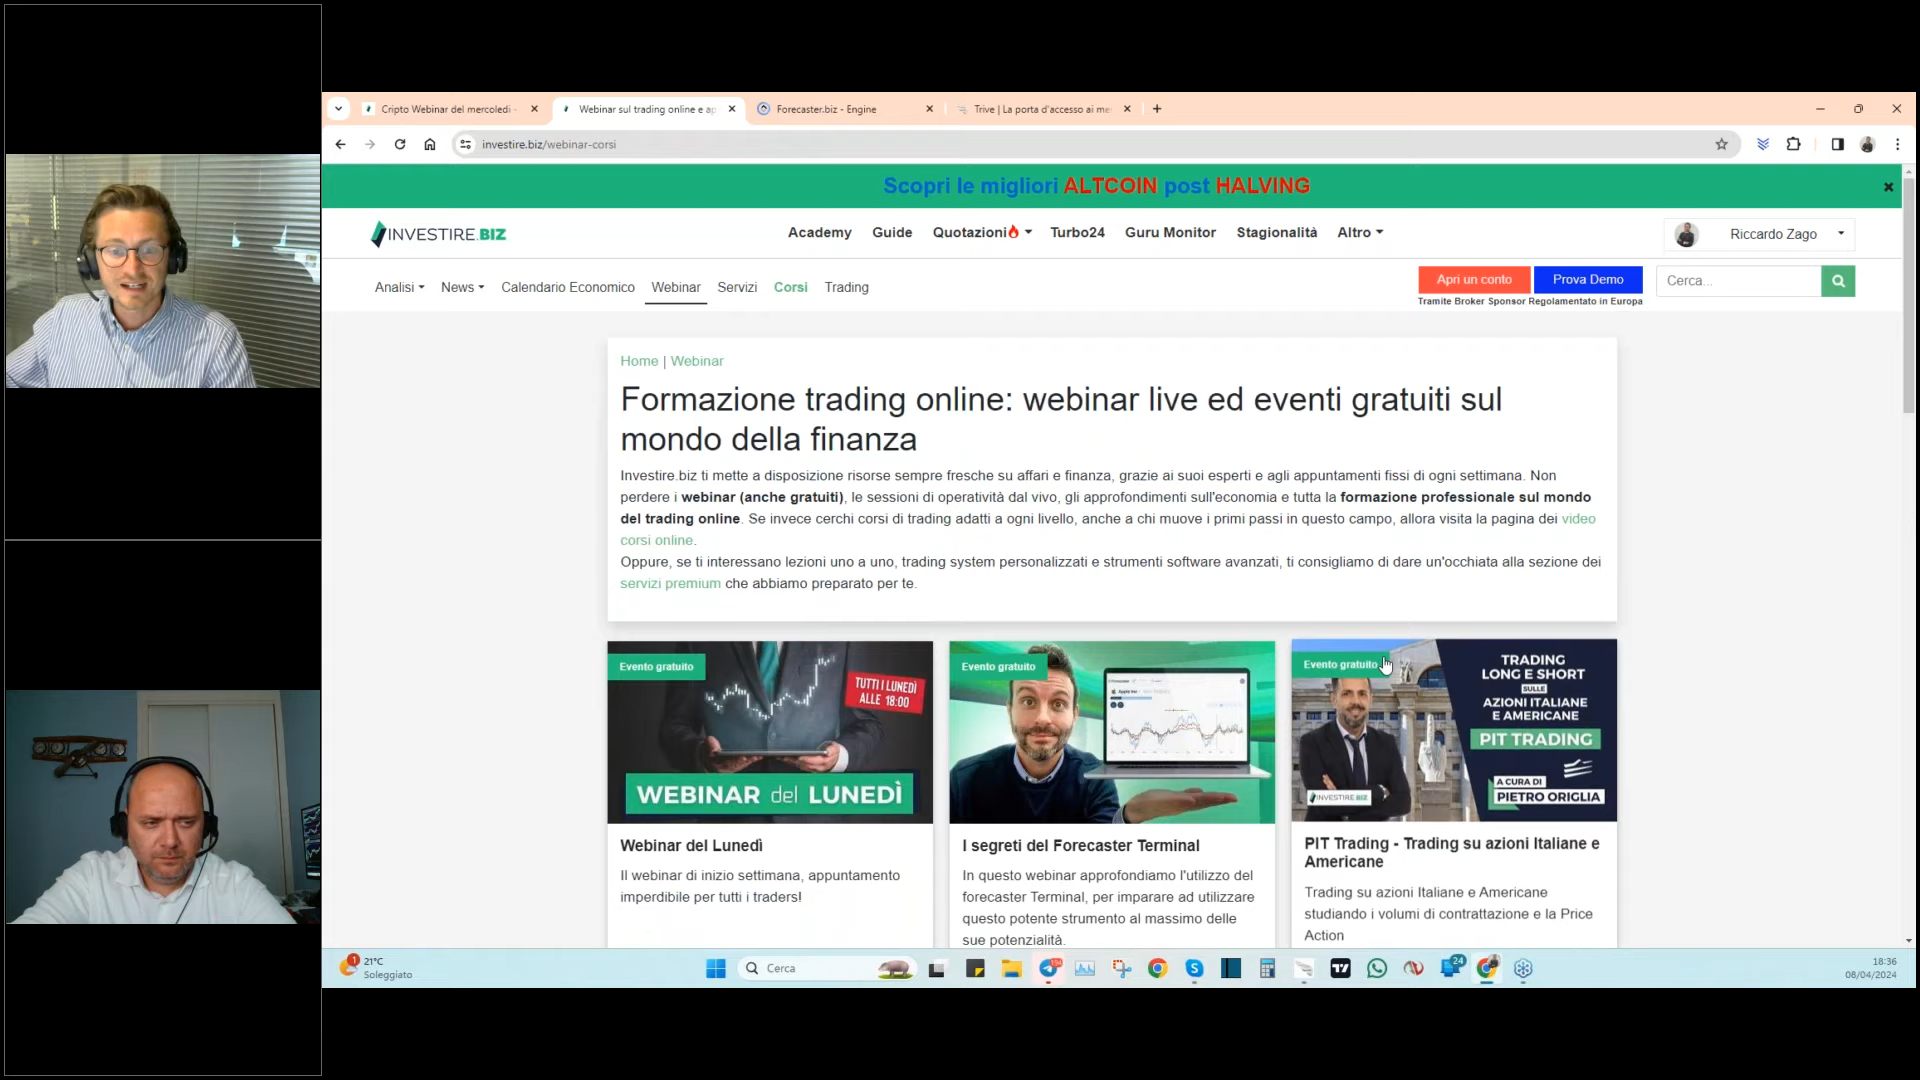 Cripto Webinar del mercoledì -
Webinar sul trading online e ap
Forecaster.biz - Engine
Trive | La porta d'accesso ai me
investire.biz/webinar-corsi
Scopri le migliori ALTCOIN post HALVING
INVESTIRE.BIZ
Academy
Guide
Quotazioni
Turbo24
Guru Monitor
Stagionalità
Altro
Riccardo Zago
Analisi
News
Calendario Economico
Webinar
Servizi
Corsi
Trading
Apri un conto
Prova Demo
Tramite Broker Sponsor Regolamentato in Europa
Cerca...
Home | Webinar
Formazione trading online: webinar live ed eventi gratuiti sul
mondo della finanza
Investire.biz ti mette a disposizione risorse sempre fresche su affari e finanza, grazie ai suoi esperti e agli appuntamenti fissi di ogni settimana. Non
perdere i webinar (anche gratuiti), le sessioni di operatività dal vivo, gli approfondimenti sull'economia e tutta la formazione professionale sul mondo
del trading online. Se invece cerchi corsi di trading adatti a ogni livello, anche a chi muove i primi passi in questo campo, allora visita la pagina dei video
corsi online.
Oppure, se ti interessano lezioni uno a uno, trading system personalizzati e strumenti software avanzati, ti consigliamo di dare un'occhiata alla sezione dei
servizi premium che abbiamo preparato per te.
Evento gratuito
TUTTI I LUNEDÌ
ALLE 18:00
WEBINAR del LUNEDÌ
Webinar del Lunedì
Il webinar di inizio settimana, appuntamento
imperdibile per tutti i traders!
Evento gratuito
I segreti del Forecaster Terminal
In questo webinar approfondiamo l'utilizzo del
forecaster Terminal, per imparare ad utilizzare
questo potente strumento al massimo delle
sue potenzialità.
Evento gratuito
TRADING
LONG E SHORT
SULLE
AZIONI ITALIANE
E AMERICANE
PIT TRADING
A CURA DI
PIETRO ORIGLIA
INVESTIRE.BIZ
PIT Trading - Trading su azioni Italiane e
Americane
Trading su azioni Italiane e Americane
studiando i volumi di contrattazione e la Price
Action
1
21°C
Soleggiato
Cerca
194
24
18:36
08/04/2024